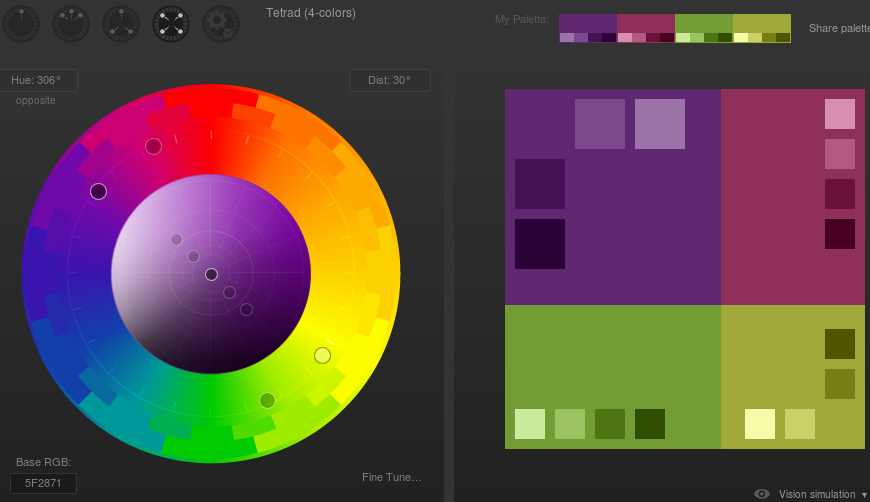 Tetrad (4-colors)
My Palette:
Share palette
Hue: 306°
Dist: 30°
opposite
Base RGB:
5F2871
Fine Tune...
Vision simulation ▾